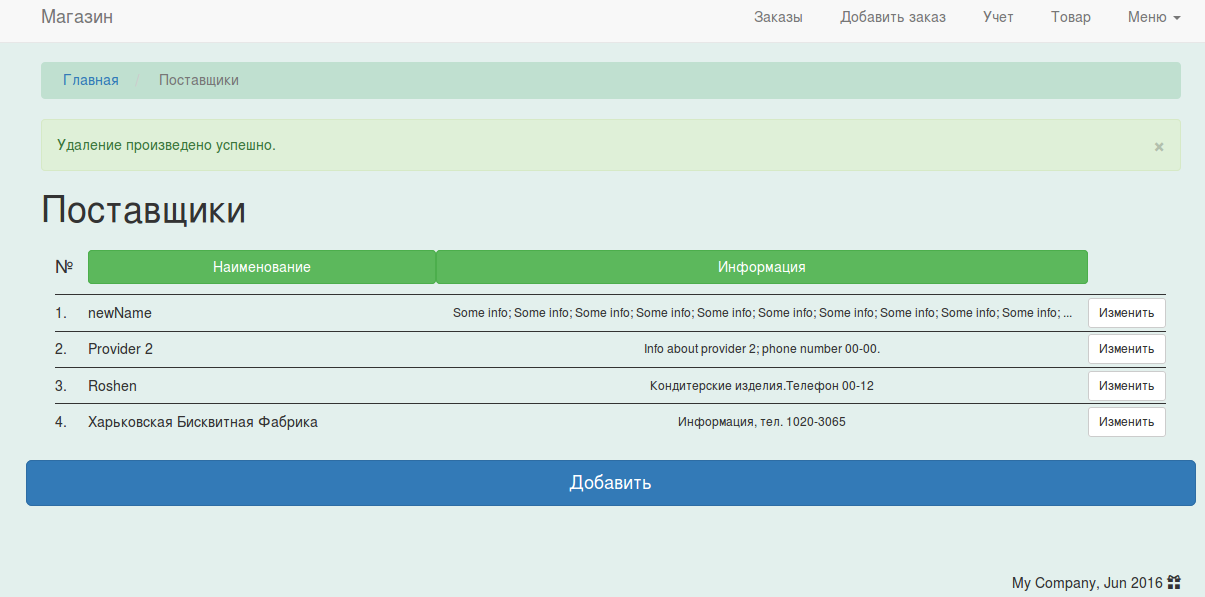 Магазин Заказы Добавить заказ Учет Товар Меню
Главная / Поставщики
Удаление произведено успешно. ×
Поставщики
№ Наименование Информация
1. newName Some info; Some info; Some info; Some info; Some info; Some info; Some info; Some info; Some info; Some info; ... Изменить
2. Provider 2 Info about provider 2; phone number 00-00. Изменить
3. Roshen Кондитерские изделия.Телефон 00-12 Изменить
4. Харьковская Бисквитная Фабрика Информация, тел. 1020-3065 Изменить
Добавить
My Company, Jun 2016